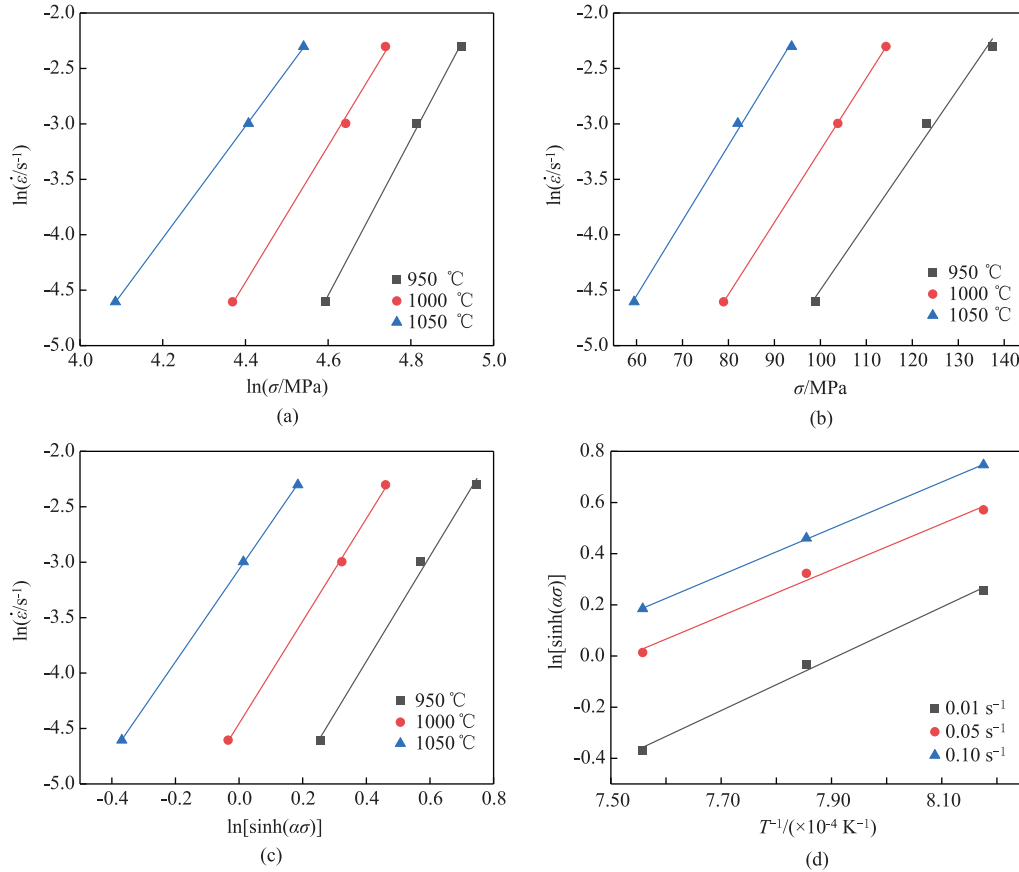 -2.0
-2.5
-3.0
-3.5
-4.0
-4.5
-5.0
ln(ε̇/s⁻¹)
950 ℃
1000 ℃
1050 ℃
4.0 4.2 4.4 4.6 4.8 5.0
ln(σ/MPa)
(a)
-2.0
-2.5
-3.0
-3.5
-4.0
-4.5
-5.0
ln(ε̇/s⁻¹)
950 ℃
1000 ℃
1050 ℃
60 70 80 90 100 110 120 130 140
σ/MPa
(b)
-2.0
-2.5
-3.0
-3.5
-4.0
-4.5
-5.0
ln(ε̇/s⁻¹)
950 ℃
1000 ℃
1050 ℃
-0.4 -0.2 0.0 0.2 0.4 0.6 0.8
ln[sinh(ασ)]
(c)
0.8
0.6
0.4
0.2
0.0
-0.2
-0.4
ln[sinh(ασ)]
0.01 s⁻¹
0.05 s⁻¹
0.10 s⁻¹
7.50 7.70 7.90 8.10
T⁻¹/(×10⁻⁴ K⁻¹)
(d)